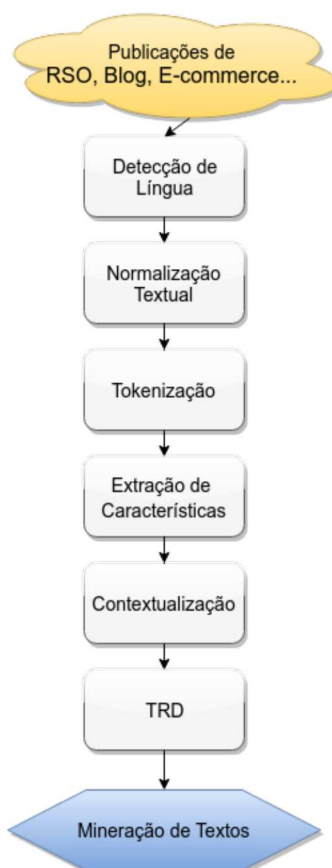 Publicações de
RSO, Blog, E-commerce...
Detecção de
Língua
Normalização
Textual
Tokenização
Extração de
Características
Contextualização
TRD
Mineração de Textos